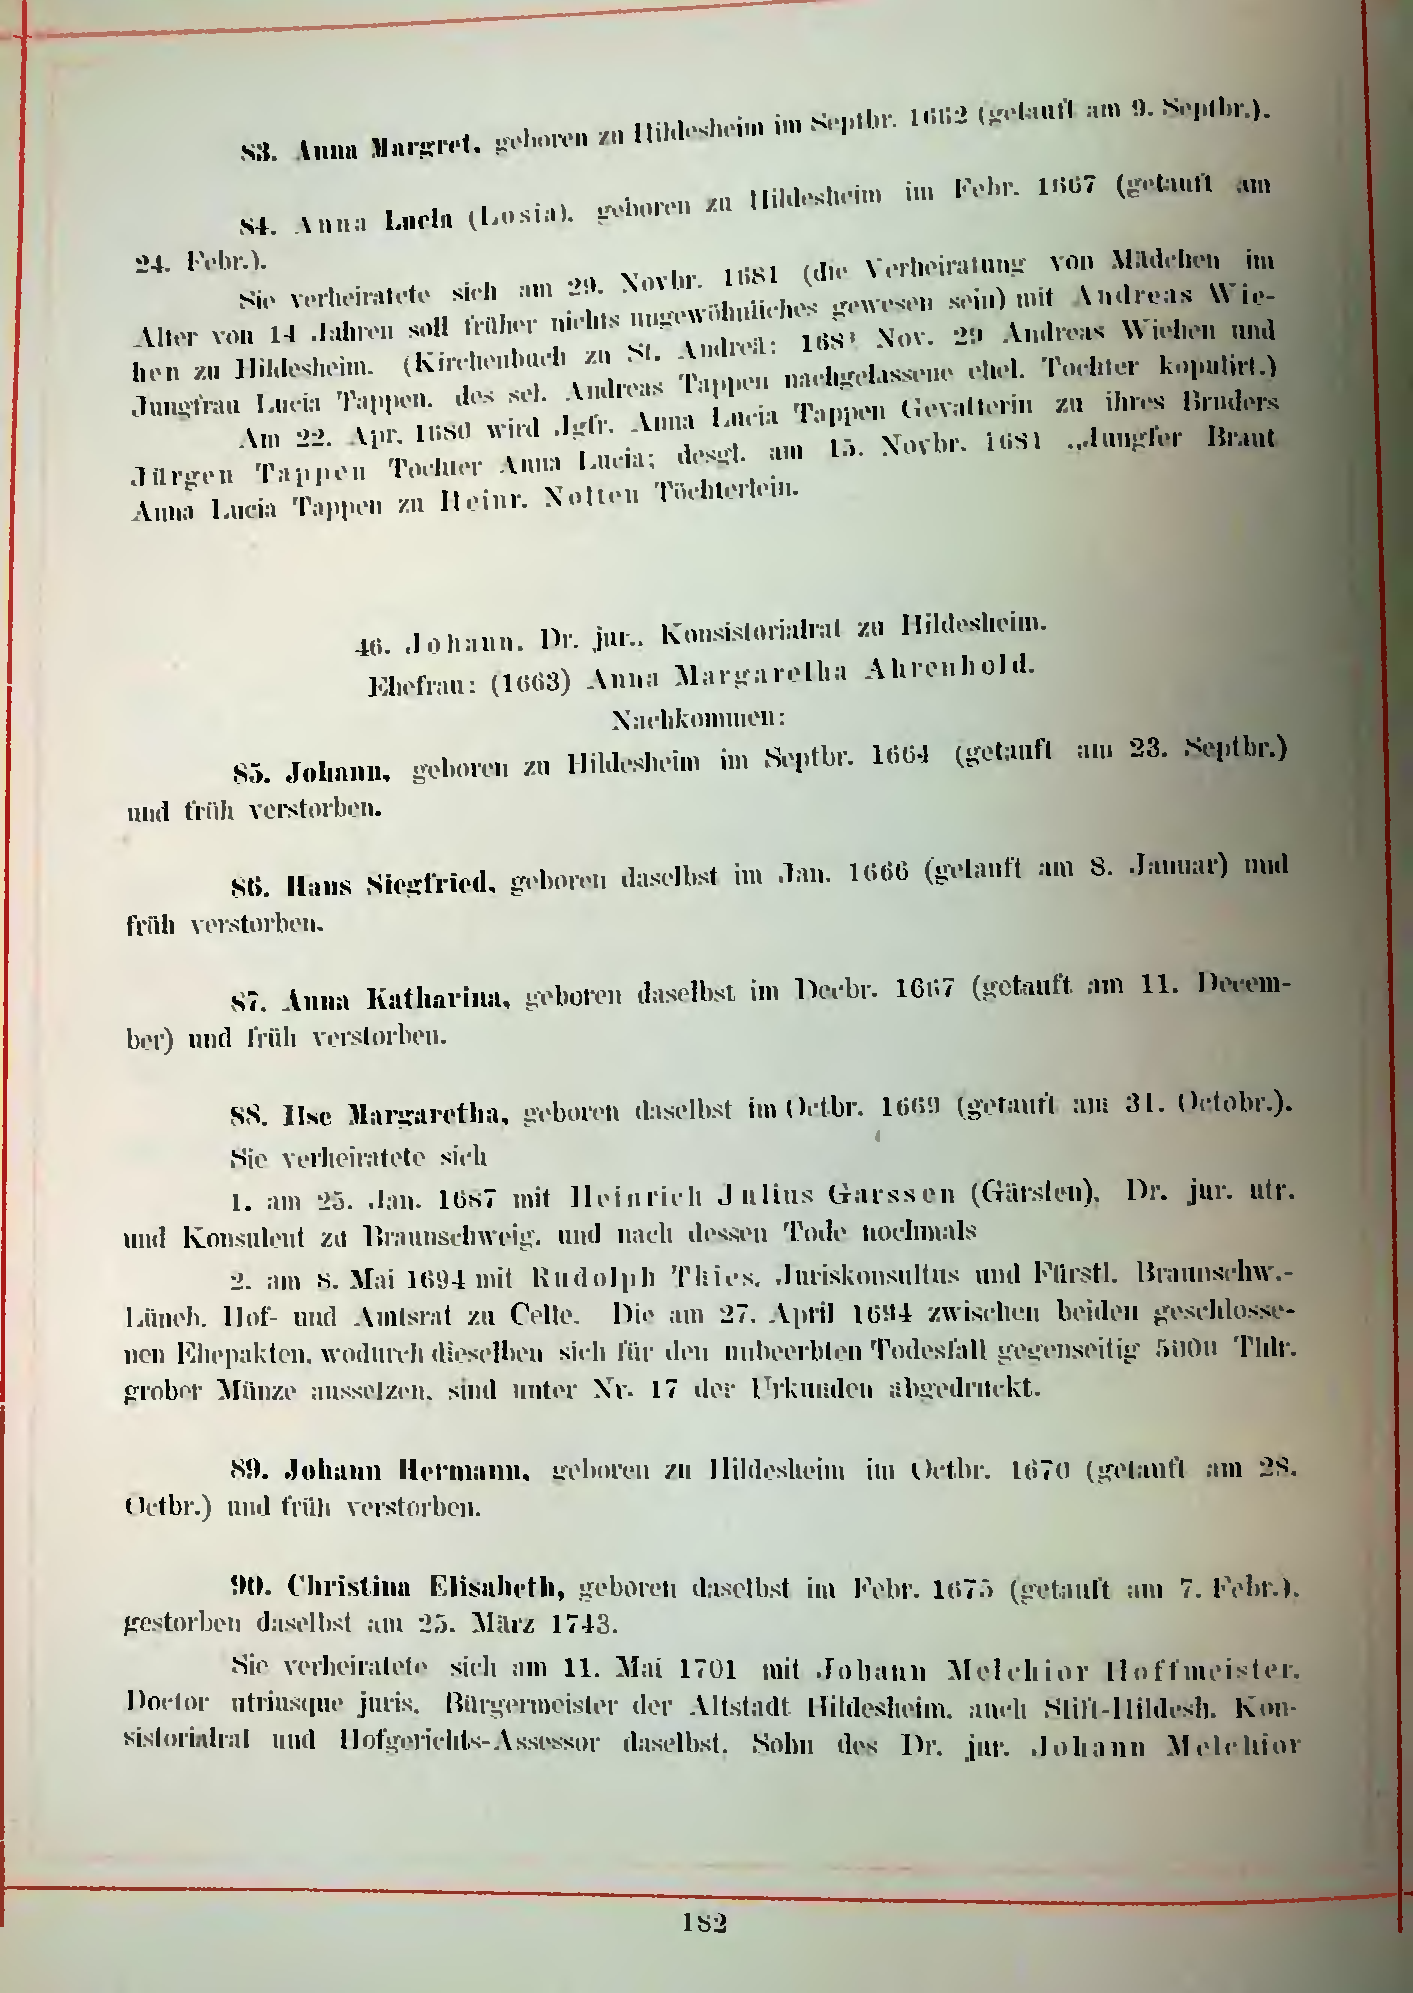 83. Anna Margret, geboren zu Hildesheim im Septbr. 1662 (getauft am 9. Septbr.).
84. Anna Lucia (Losia), geboren zu Hildesheim im Febr. 1667 (getauft am
24. Febr.).
Sie verheiratete sich am 29. Novbr. 1681 (die Verheiratung von Mädchen im
Alter von 14 Jahren soll früher nichts ungewöhnliches gewesen sein) mit Andreas Wie-
hen zu Hildesheim. (Kirchenbuch zu St. Andreä: 1681 Nov. 29 Andreas Wiehen und
Jungfrau Lucia Tappen, des sel. Andreas Tappen nachgelassene ehel. Tochter kopulirt.)
Am 22. Apr. 1680 wird Jgfr. Anna Lucia Tappen Gevatterin zu ihres Bruders
Jürgen Tappen Tochter Anna Lucia; desgl. am 15. Novbr. 1681 „Jungfer Braut
Anna Lucia Tappen zu Heinr. Nolten Töchterlein.
46. Johann, Dr. jur., Konsistorialrat zu Hildesheim.
Ehefrau: (1663) Anna Margaretha Ahrenhold.
Nachkommen:
85. Johann, geboren zu Hildesheim im Septbr. 1664 (getauft am 23. Septbr.)
und früh verstorben.
86. Hans Siegfried, geboren daselbst im Jan. 1666 (getauft am 8. Januar) und
früh verstorben.
87. Anna Katharina, geboren daselbst im Decbr. 1667 (getauft am 11. Decem-
ber) und früh verstorben.
88. Ilse Margaretha, geboren daselbst im Octbr. 1669 (getauft am 31. Octobr.).
Sie verheiratete sich
1. am 25. Jan. 1687 mit Heinrich Julius Garssen (Gärsten), Dr. jur. utr.
und Konsulent zu Braunschweig, und nach dessen Tode nochmals
2. am 8. Mai 1694 mit Rudolph Thies, Juriskonsultus und Fürstl. Braunschw.-
Lüneb. Hof- und Amtsrat zu Celle. Die am 27. April 1694 zwischen beiden geschlosse-
nen Ehepakten, wodurch dieselben sich für den unbeerbten Todesfall gegenseitig 5000 Thlr.
grober Münze aussetzen, sind unter Nr. 17 der Urkunden abgedruckt.
89. Johann Hermann, geboren zu Hildesheim im Octbr. 1670 (getauft am 28.
Octbr.) und früh verstorben.
90. Christina Elisabeth, geboren daselbst im Febr. 1675 (getauft am 7. Febr.),
gestorben daselbst am 25. März 1743.
Sie verheiratete sich am 11. Mai 1701 mit Johann Melchior Hoffmeister,
Doctor utriusque juris, Bürgermeister der Altstadt Hildesheim, auch Stift-Hildesh. Kon-
sistorialrat und Hofgerichts-Assessor daselbst, Sohn des Dr. jur. Johann Melchior
182